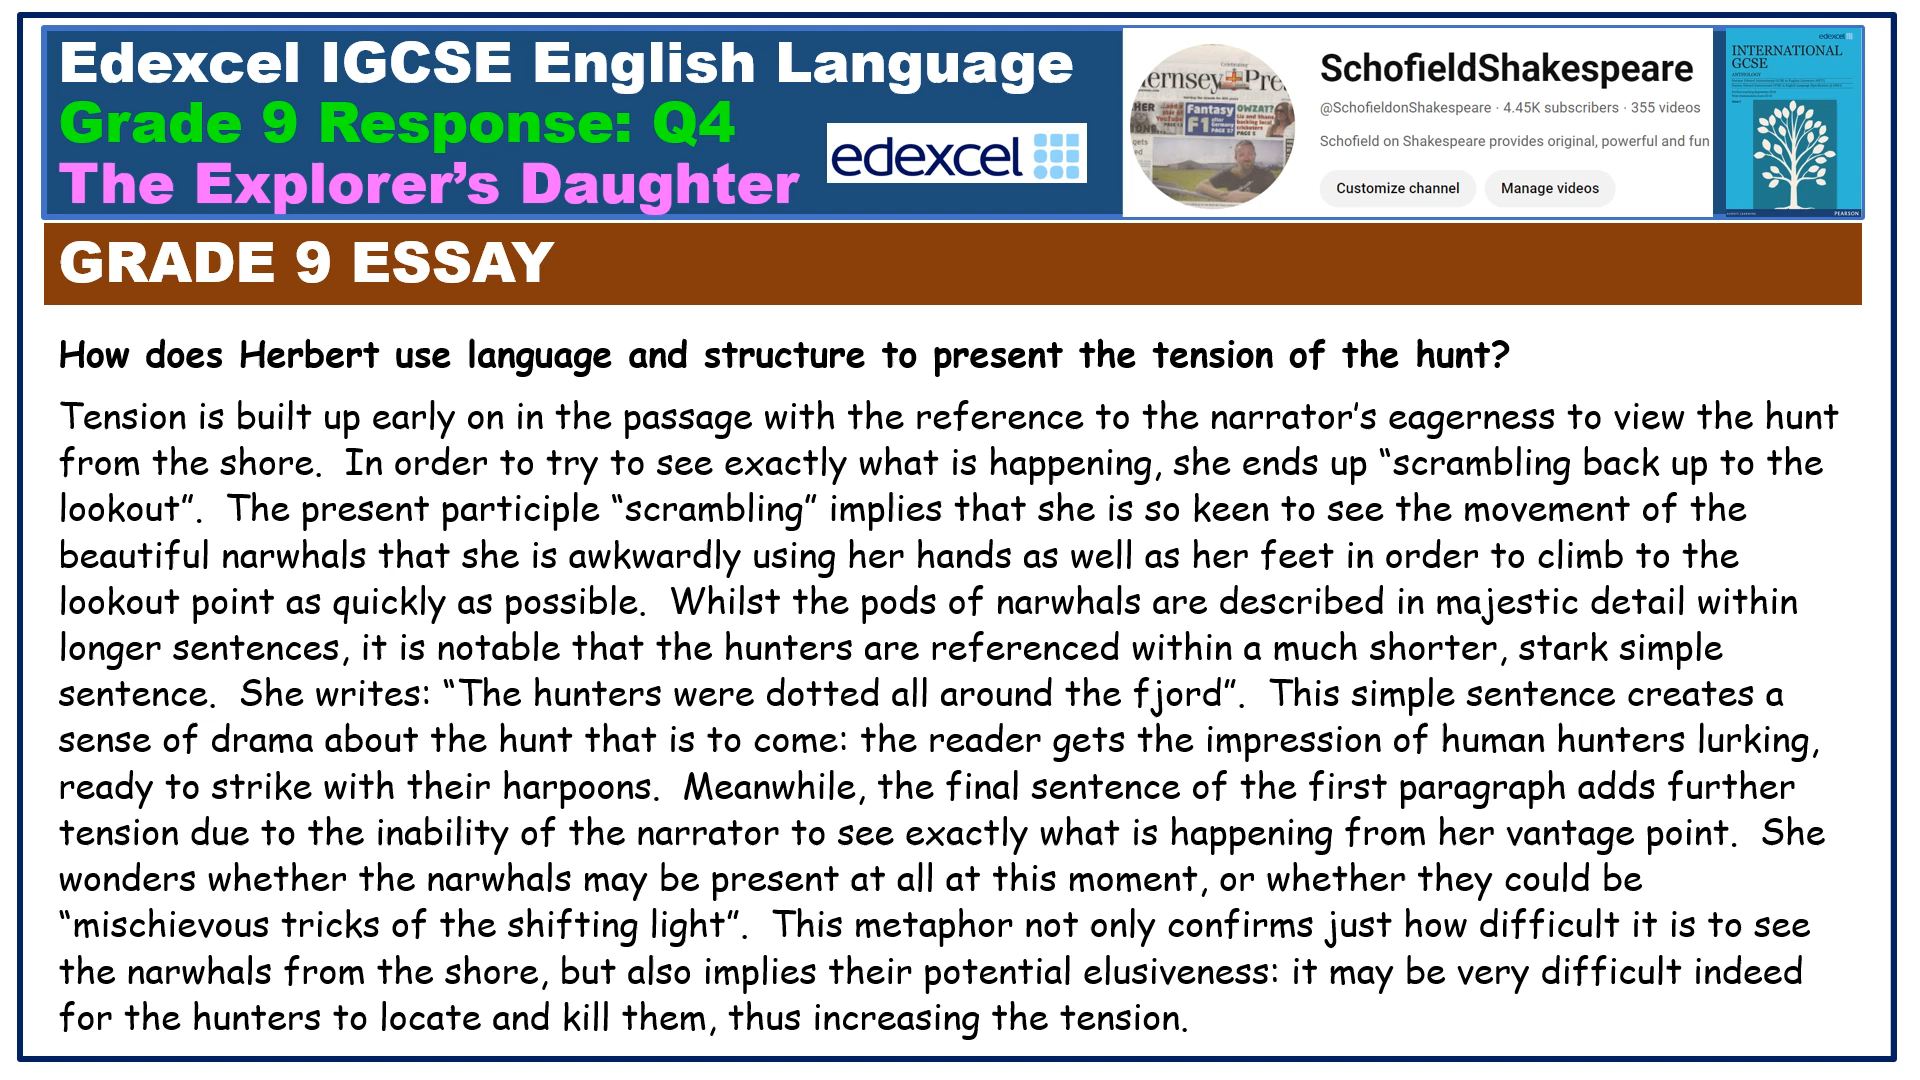 Edexcel IGCSE English Language
Grade 9 Response: Q4
The Explorer's Daughter
edexcel
Celebrating
ernsey Pre
HER
Fantasy
F1
OWZAT?
SchofieldShakespeare
@SchofieldonShakespeare · 4.45K subscribers · 355 videos
Schofield on Shakespeare provides original, powerful and fun
Customize channel
Manage videos
edexcel
INTERNATIONAL
GCSE
ANTHOLOGY
PEARSON
GRADE 9 ESSAY
How does Herbert use language and structure to present the tension of the hunt?
Tension is built up early on in the passage with the reference to the narrator’s eagerness to view the hunt
from the shore.  In order to try to see exactly what is happening, she ends up “scrambling back up to the
lookout”.  The present participle “scrambling” implies that she is so keen to see the movement of the
beautiful narwhals that she is awkwardly using her hands as well as her feet in order to climb to the
lookout point as quickly as possible.  Whilst the pods of narwhals are described in majestic detail within
longer sentences, it is notable that the hunters are referenced within a much shorter, stark simple
sentence.  She writes: “The hunters were dotted all around the fjord”.  This simple sentence creates a
sense of drama about the hunt that is to come: the reader gets the impression of human hunters lurking,
ready to strike with their harpoons.  Meanwhile, the final sentence of the first paragraph adds further
tension due to the inability of the narrator to see exactly what is happening from her vantage point.  She
wonders whether the narwhals may be present at all at this moment, or whether they could be
“mischievous tricks of the shifting light”.  This metaphor not only confirms just how difficult it is to see
the narwhals from the shore, but also implies their potential elusiveness: it may be very difficult indeed
for the hunters to locate and kill them, thus increasing the tension.